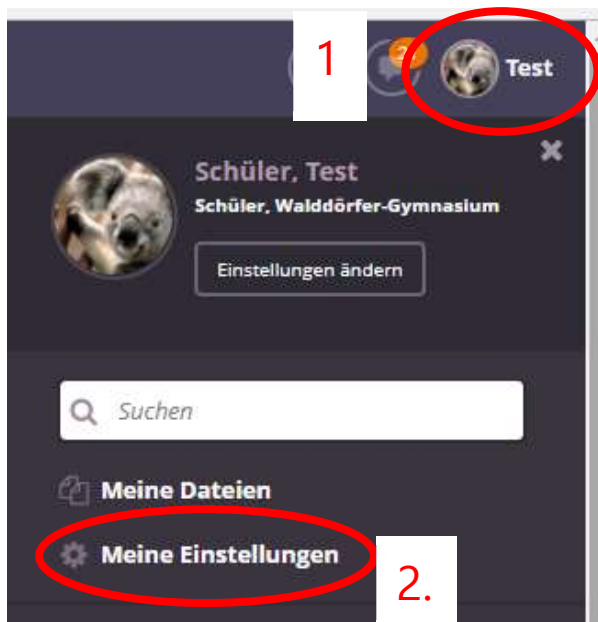 1
Test
Schüler, Test
Schüler, Walddörfer-Gymnasium
Einstellungen ändern
Suchen
Meine Dateien
Meine Einstellungen
2.